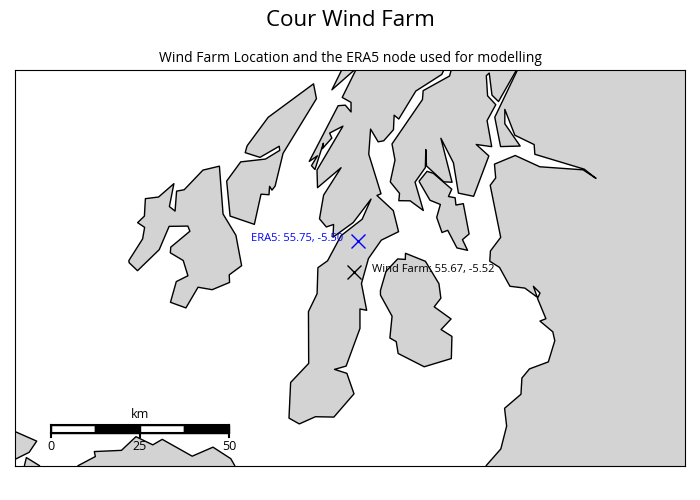 Cour Wind Farm
Wind Farm Location and the ERA5 node used for modelling
ERA5: 55.75, -5.50
Wind Farm: 55.67, -5.52
km
0 25 50